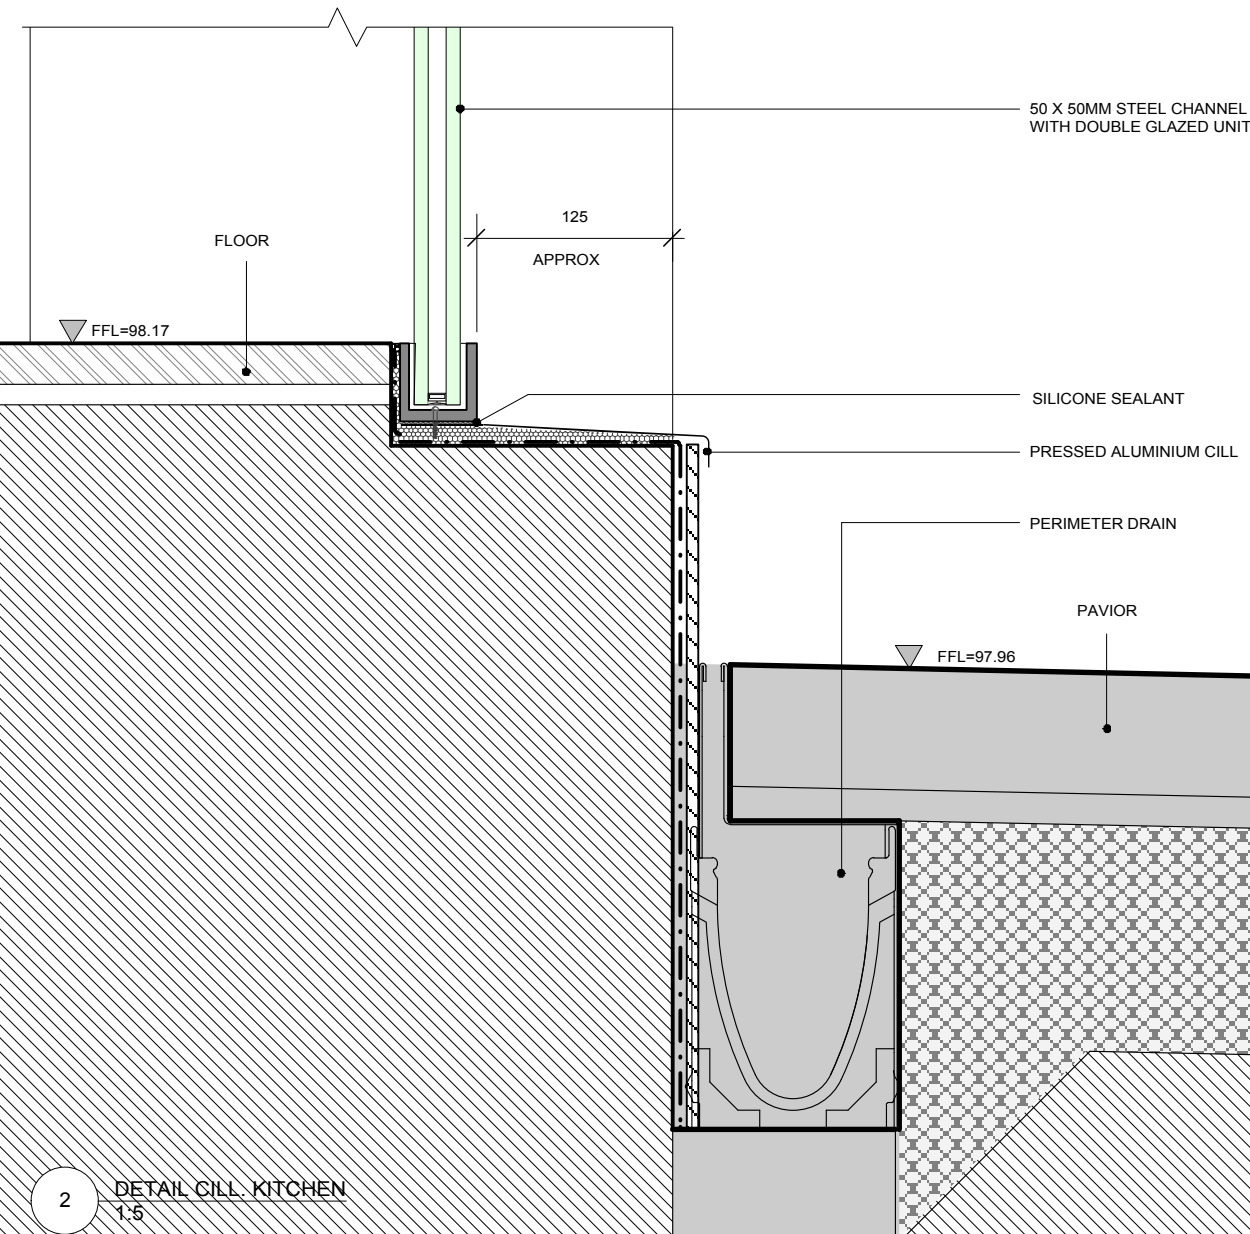 50 X 50MM STEEL CHANNEL
WITH DOUBLE GLAZED UNIT
125
APPROX
FLOOR
FFL=98.17
SILICONE SEALANT
PRESSED ALUMINIUM CILL
PERIMETER DRAIN
PAVIOR
FFL=97.96
2
DETAIL CILL. KITCHEN
1:5